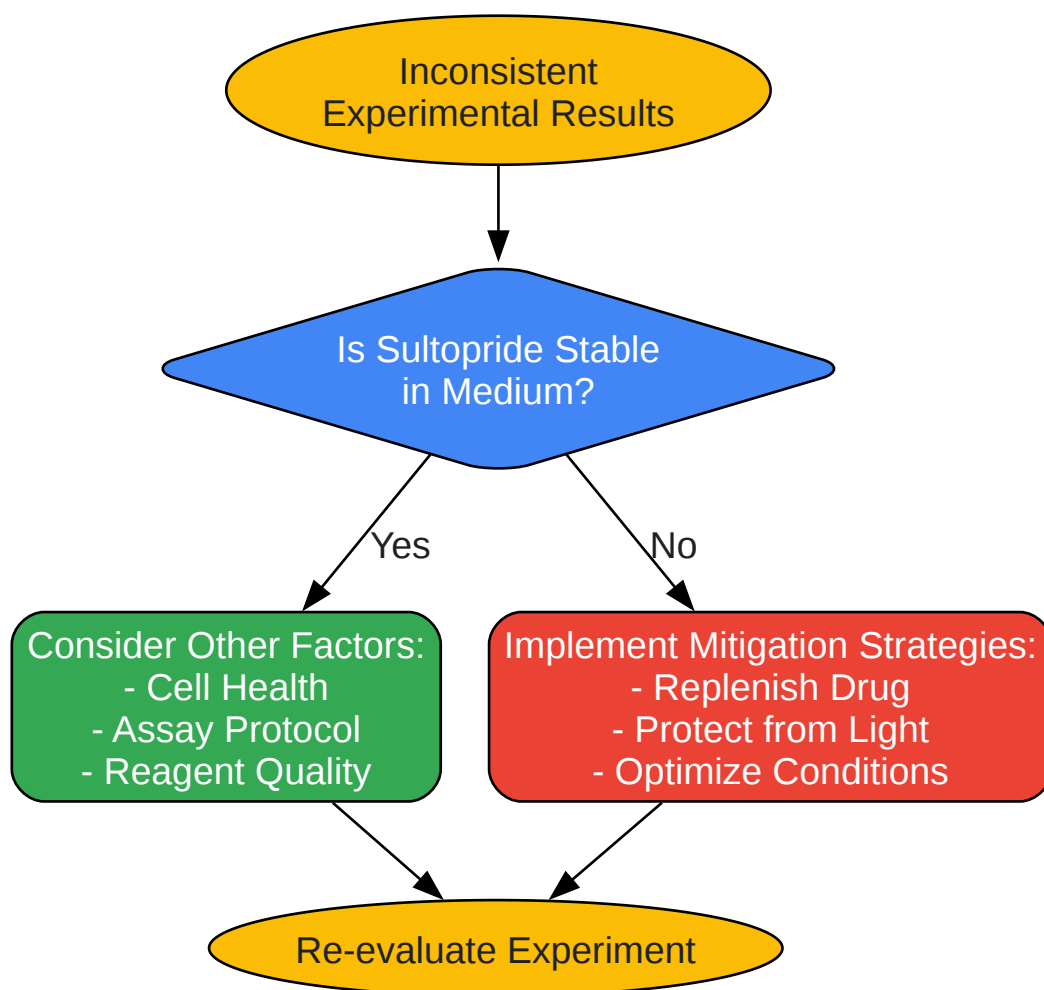 Inconsistent
Experimental Results
Is Sultopride Stable
in Medium?
Yes
No
Consider Other Factors:
- Cell Health
- Assay Protocol
- Reagent Quality
Implement Mitigation Strategies:
- Replenish Drug
- Protect from Light
- Optimize Conditions
Re-evaluate Experiment